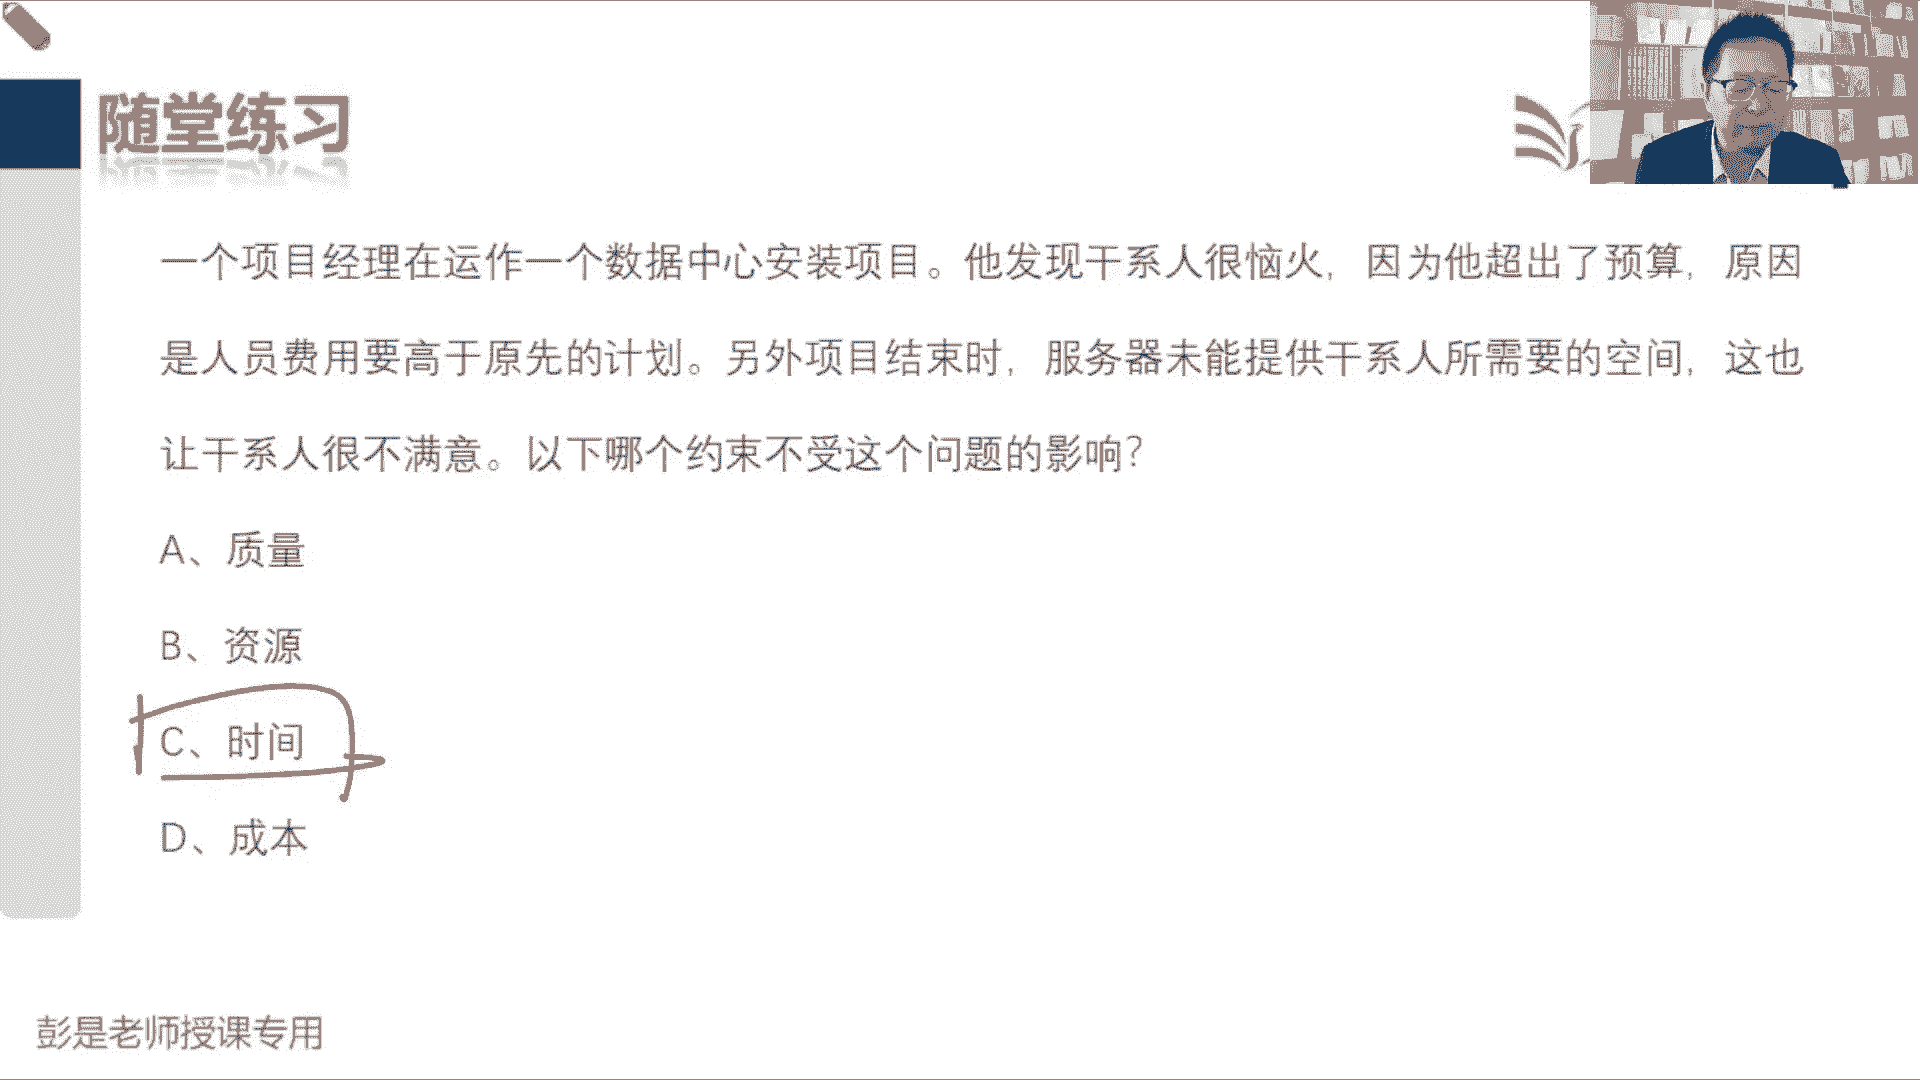 随堂练习
一个项目经理在运作一个数据中心安装项目。他发现干系人很恼火，因为他超出了预算，原因
是人员费用要高于原先的计划。另外项目结束时，服务器未能提供干系人所需要的空间，这也
让干系人很不满意。以下哪个约束不受这个问题的影响？
A、质量
B、资源
C、时间
D、成本
彭是老师授课专用